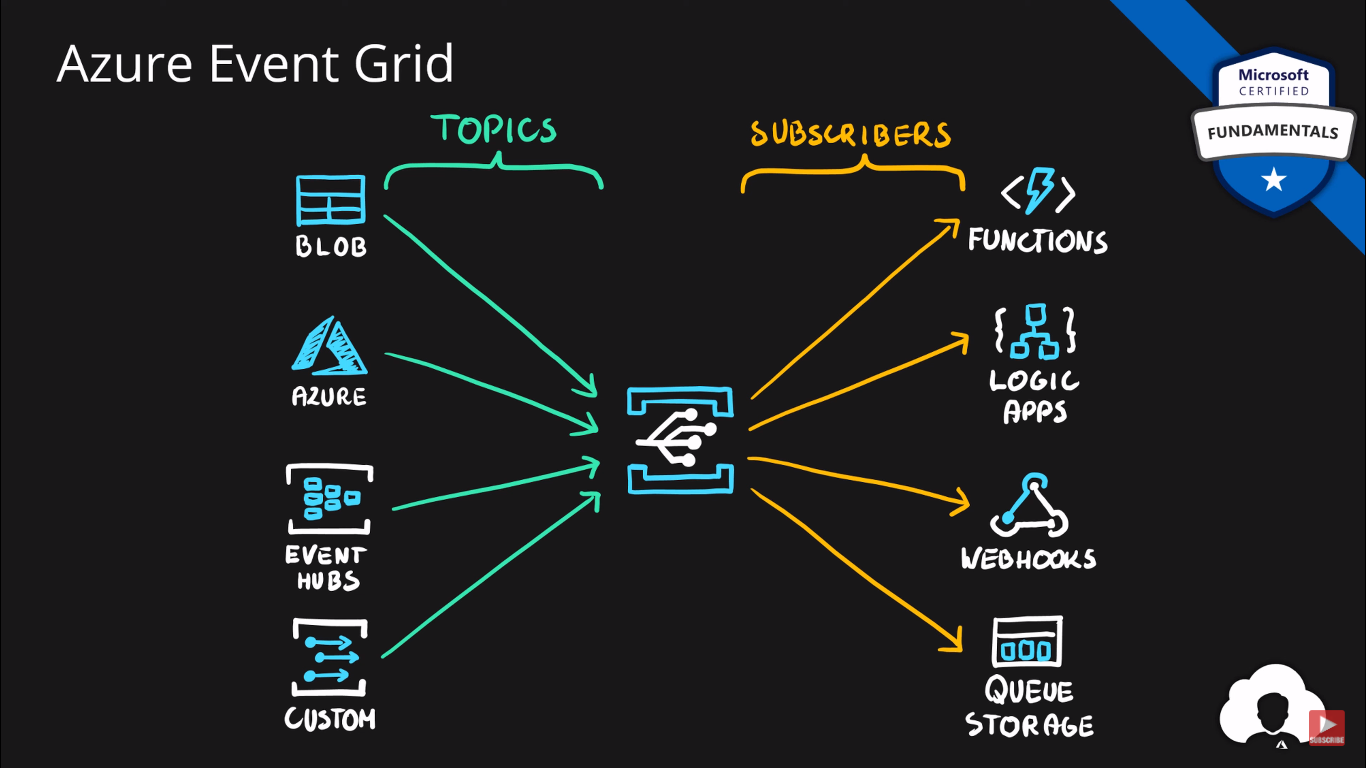 Azure Event Grid
Microsoft
CERTIFIED
FUNDAMENTALS
TOPICS
SUBSCRIBERS
BLOB
FUNCTIONS
AZURE
LOGIC
APPS
EVENT
HUBS
WEBHOOKS
CUSTOM
QUEUE
STORAGE
SUBSCRIBE